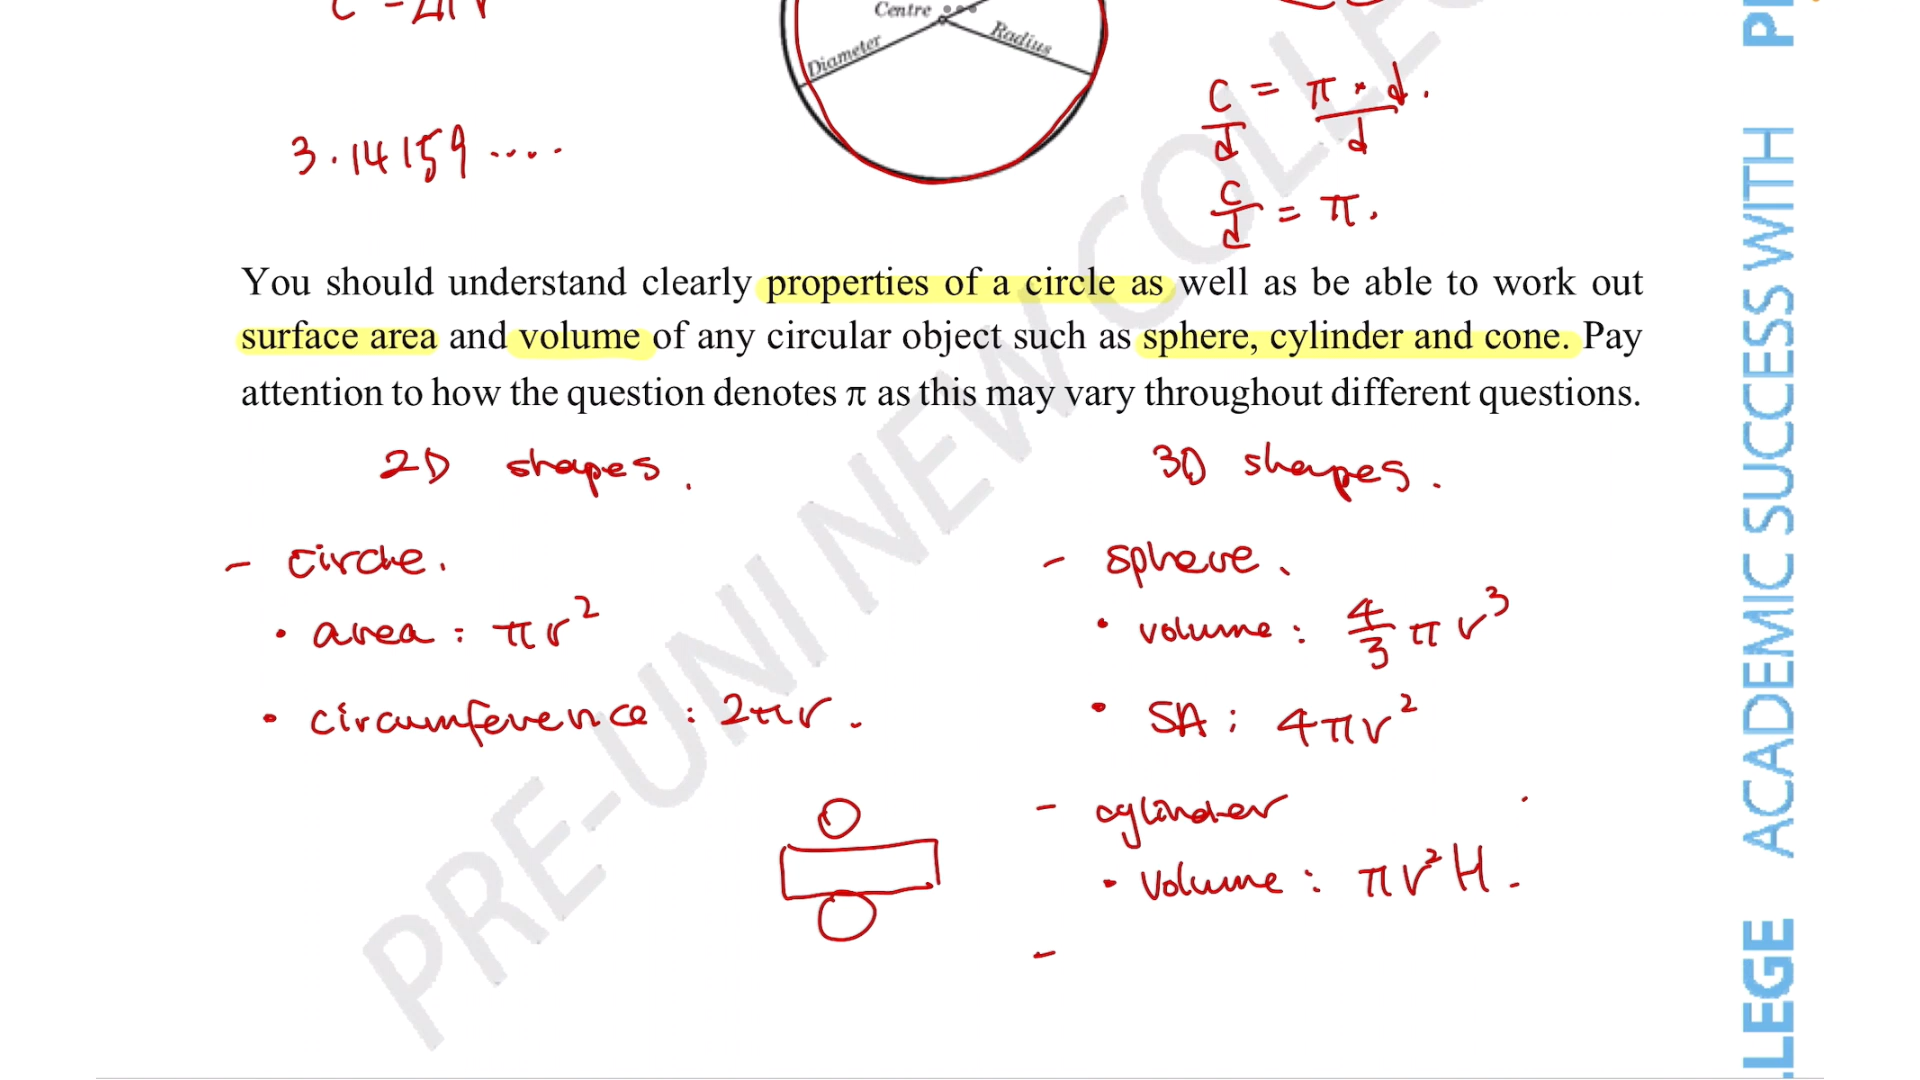 C = 2πr
Centre
Diameter
Radius
C/d = π × d/d.
3.14159....
C/d = π.
You should understand clearly properties of a circle as well as be able to work out
surface area and volume of any circular object such as sphere, cylinder and cone. Pay
attention to how the question denotes π as this may vary throughout different questions.
2D shapes.
- circle.
• area : πr²
• circumference : 2πr.
3D shapes.
- sphere.
• volume : 4/3 πr³
• SA : 4πr²
- cylinder
• Volume : πr²H.
-
PRE-UNI NEW COLLEG
LEGE ACADEMIC SUCCESS WITH P